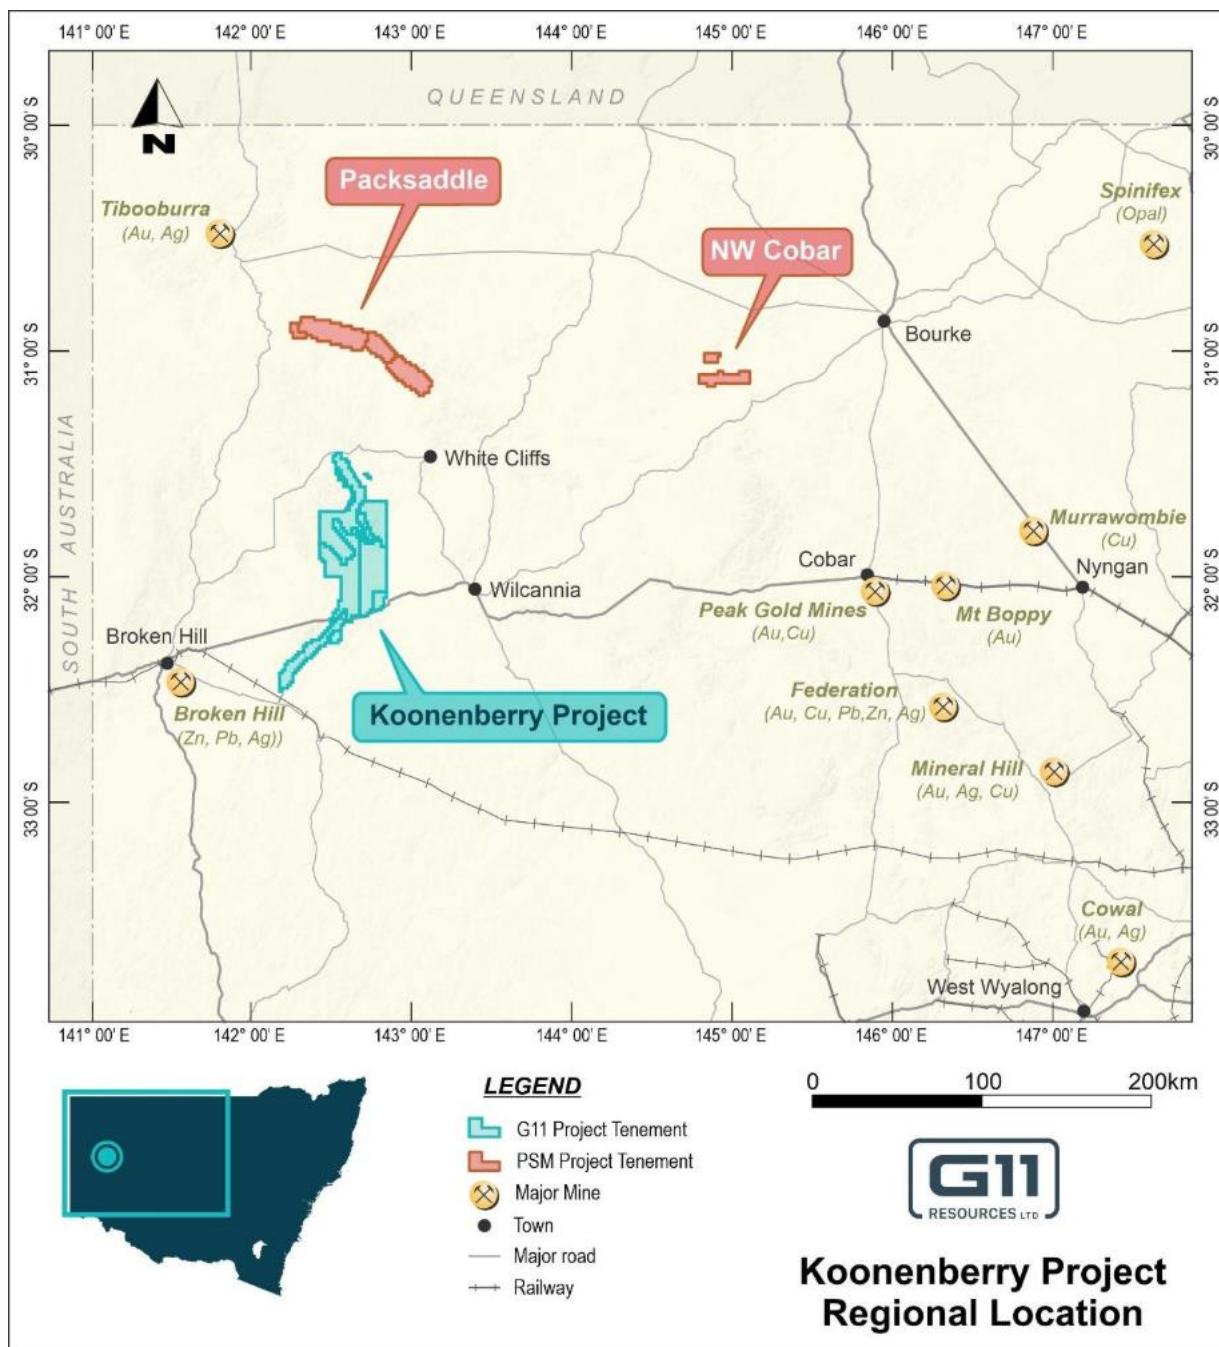 141° 00' E
142° 00' E
143° 00' E
144° 00' E
145° 00' E
146° 00' E
147° 00' E
QUEENSLAND
30° 00' S
30° 00' S
N
Packsaddle
Tibooburra
(Au, Ag)
Spinifex
(Opal)
NW Cobar
Bourke
31° 00' S
31° 00' S
SOUTH AUSTRALIA
White Cliffs
Murrawombie
(Cu)
Cobar
Nyngan
32° 00' S
32° 00' S
Wilcannia
Peak Gold Mines
(Au,Cu)
Mt Boppy
(Au)
Broken Hill
Broken Hill
(Zn, Pb, Ag))
Koonenberry Project
Federation
(Au, Cu, Pb,Zn, Ag)
Mineral Hill
(Au, Ag, Cu)
33° 00' S
33° 00' S
Cowal
(Au, Ag)
West Wyalong
141° 00' E
142° 00' E
143° 00' E
144° 00' E
145° 00' E
146° 00' E
147° 00' E
LEGEND
G11 Project Tenement
PSM Project Tenement
Major Mine
Town
Major road
Railway
0 100 200km
G11
RESOURCES LTD
Koonenberry Project
Regional Location